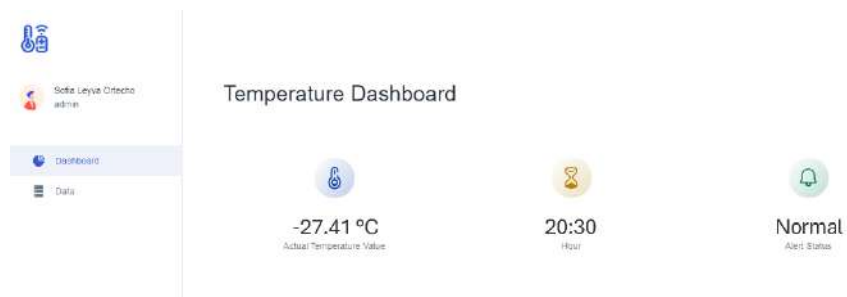 Sofia Leyva Ortecho
admin
Temperature Dashboard
Dashboard
Data
-27.41 ºC
Actual Temperature Value
20:30
Hour
Normal
Alert Status